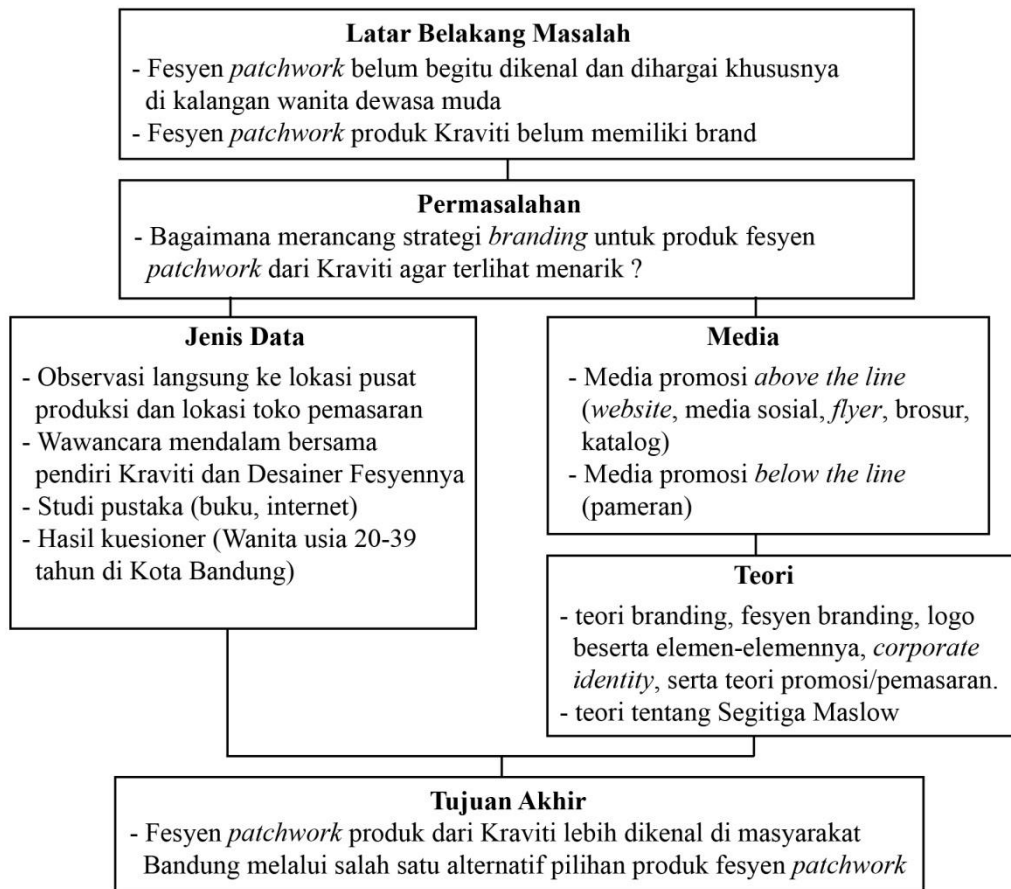 Latar Belakang Masalah
- Fesyen patchwork belum begitu dikenal dan dihargai khususnya
di kalangan wanita dewasa muda
- Fesyen patchwork produk Kraviti belum memiliki brand
Permasalahan
- Bagaimana merancang strategi branding untuk produk fesyen
patchwork dari Kraviti agar terlihat menarik ?
Jenis Data
- Observasi langsung ke lokasi pusat
produksi dan lokasi toko pemasaran
- Wawancara mendalam bersama
pendiri Kraviti dan Desainer Fesyennya
- Studi pustaka (buku, internet)
- Hasil kuesioner (Wanita usia 20-39
tahun di Kota Bandung)
Media
- Media promosi above the line
(website, media sosial, flyer, brosur,
katalog)
- Media promosi below the line
(pameran)
Teori
- teori branding, fesyen branding, logo
beserta elemen-elemennya, corporate
identity, serta teori promosi/pemasaran.
- teori tentang Segitiga Maslow
Tujuan Akhir
- Fesyen patchwork produk dari Kraviti lebih dikenal di masyarakat
Bandung melalui salah satu alternatif pilihan produk fesyen patchwork